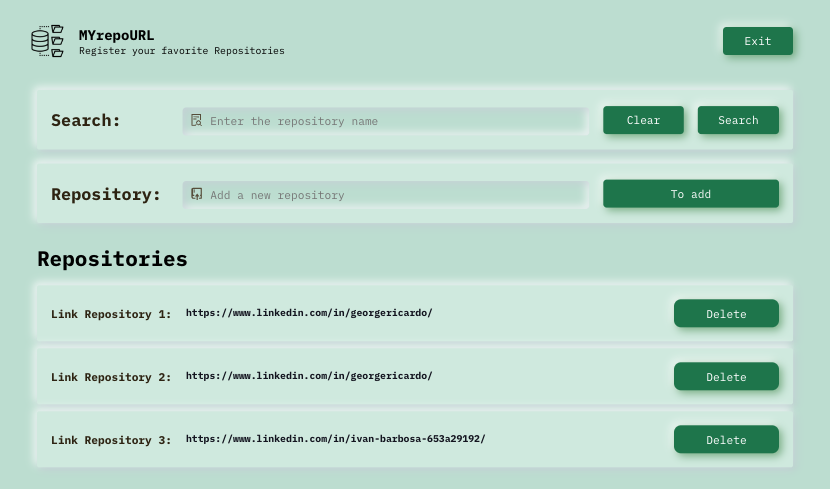 MYrepoURL
Register your favorite Repositories
Exit
Search:
Enter the repository name
Clear
Search
Repository:
Add a new repository
To add
Repositories
Link Repository 1: https://www.linkedin.com/in/georgericardo/ Delete
Link Repository 2: https://www.linkedin.com/in/georgericardo/ Delete
Link Repository 3: https://www.linkedin.com/in/ivan-barbosa-653a29192/ Delete